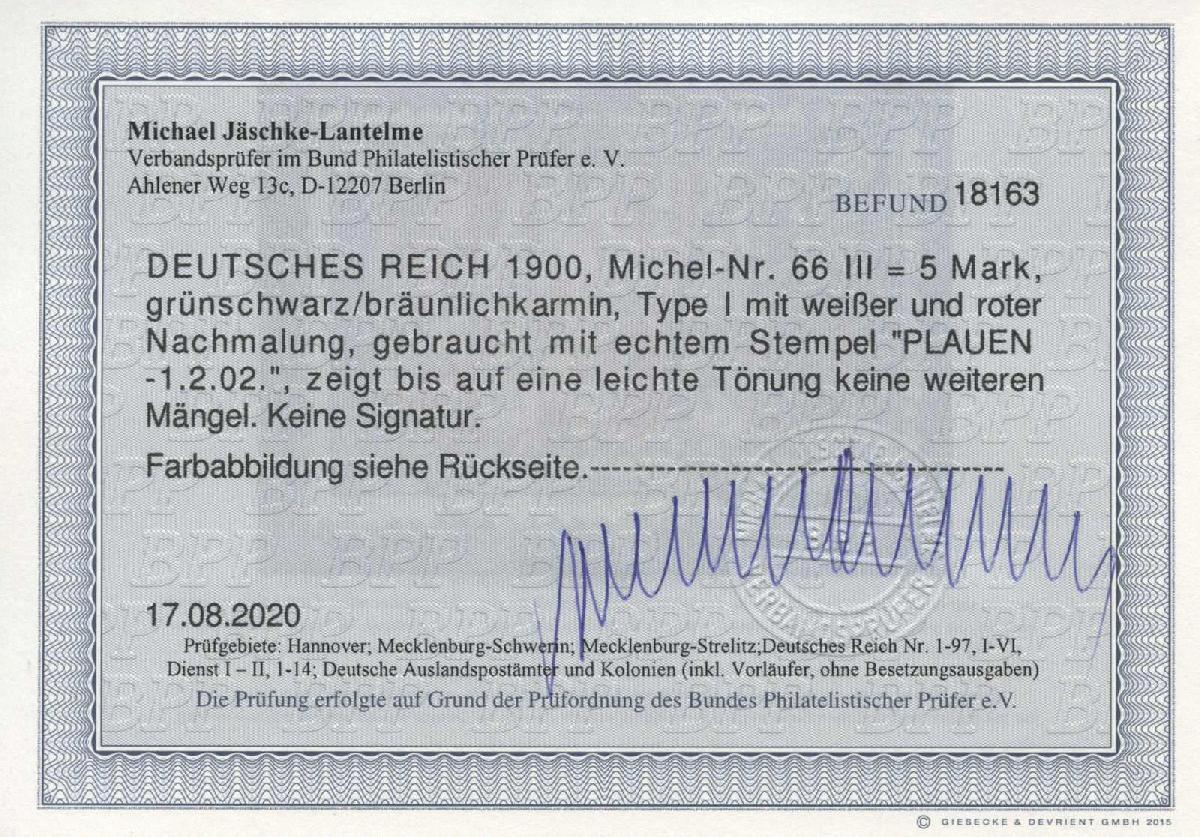 Michael Jäschke-Lantelme
Verbandsprüfer im Bund Philatelistischer Prüfer e. V.
Ahlener Weg 13c, D-12207 Berlin
BEFUND 18163
DEUTSCHES REICH 1900, Michel-Nr. 66 III = 5 Mark,
grünschwarz/bräunlichkarmin, Type I mit weißer und roter
Nachmalung, gebraucht mit echtem Stempel "PLAUEN
-1.2.02.", zeigt bis auf eine leichte Tönung keine weiteren
Mängel. Keine Signatur.
Farbabbildung siehe Rückseite.------------------------------------
17.08.2020
Prüfgebiete: Hannover; Mecklenburg-Schwerin; Mecklenburg-Strelitz;Deutsches Reich Nr. 1-97, I-VI,
Dienst I – II, 1-14; Deutsche Auslandspostämter und Kolonien (inkl. Vorläufer, ohne Besetzungsausgaben)
Die Prüfung erfolgte auf Grund der Prüfordnung des Bundes Philatelistischer Prüfer e.V.
© GIESECKE & DEVRIENT GMBH 2015